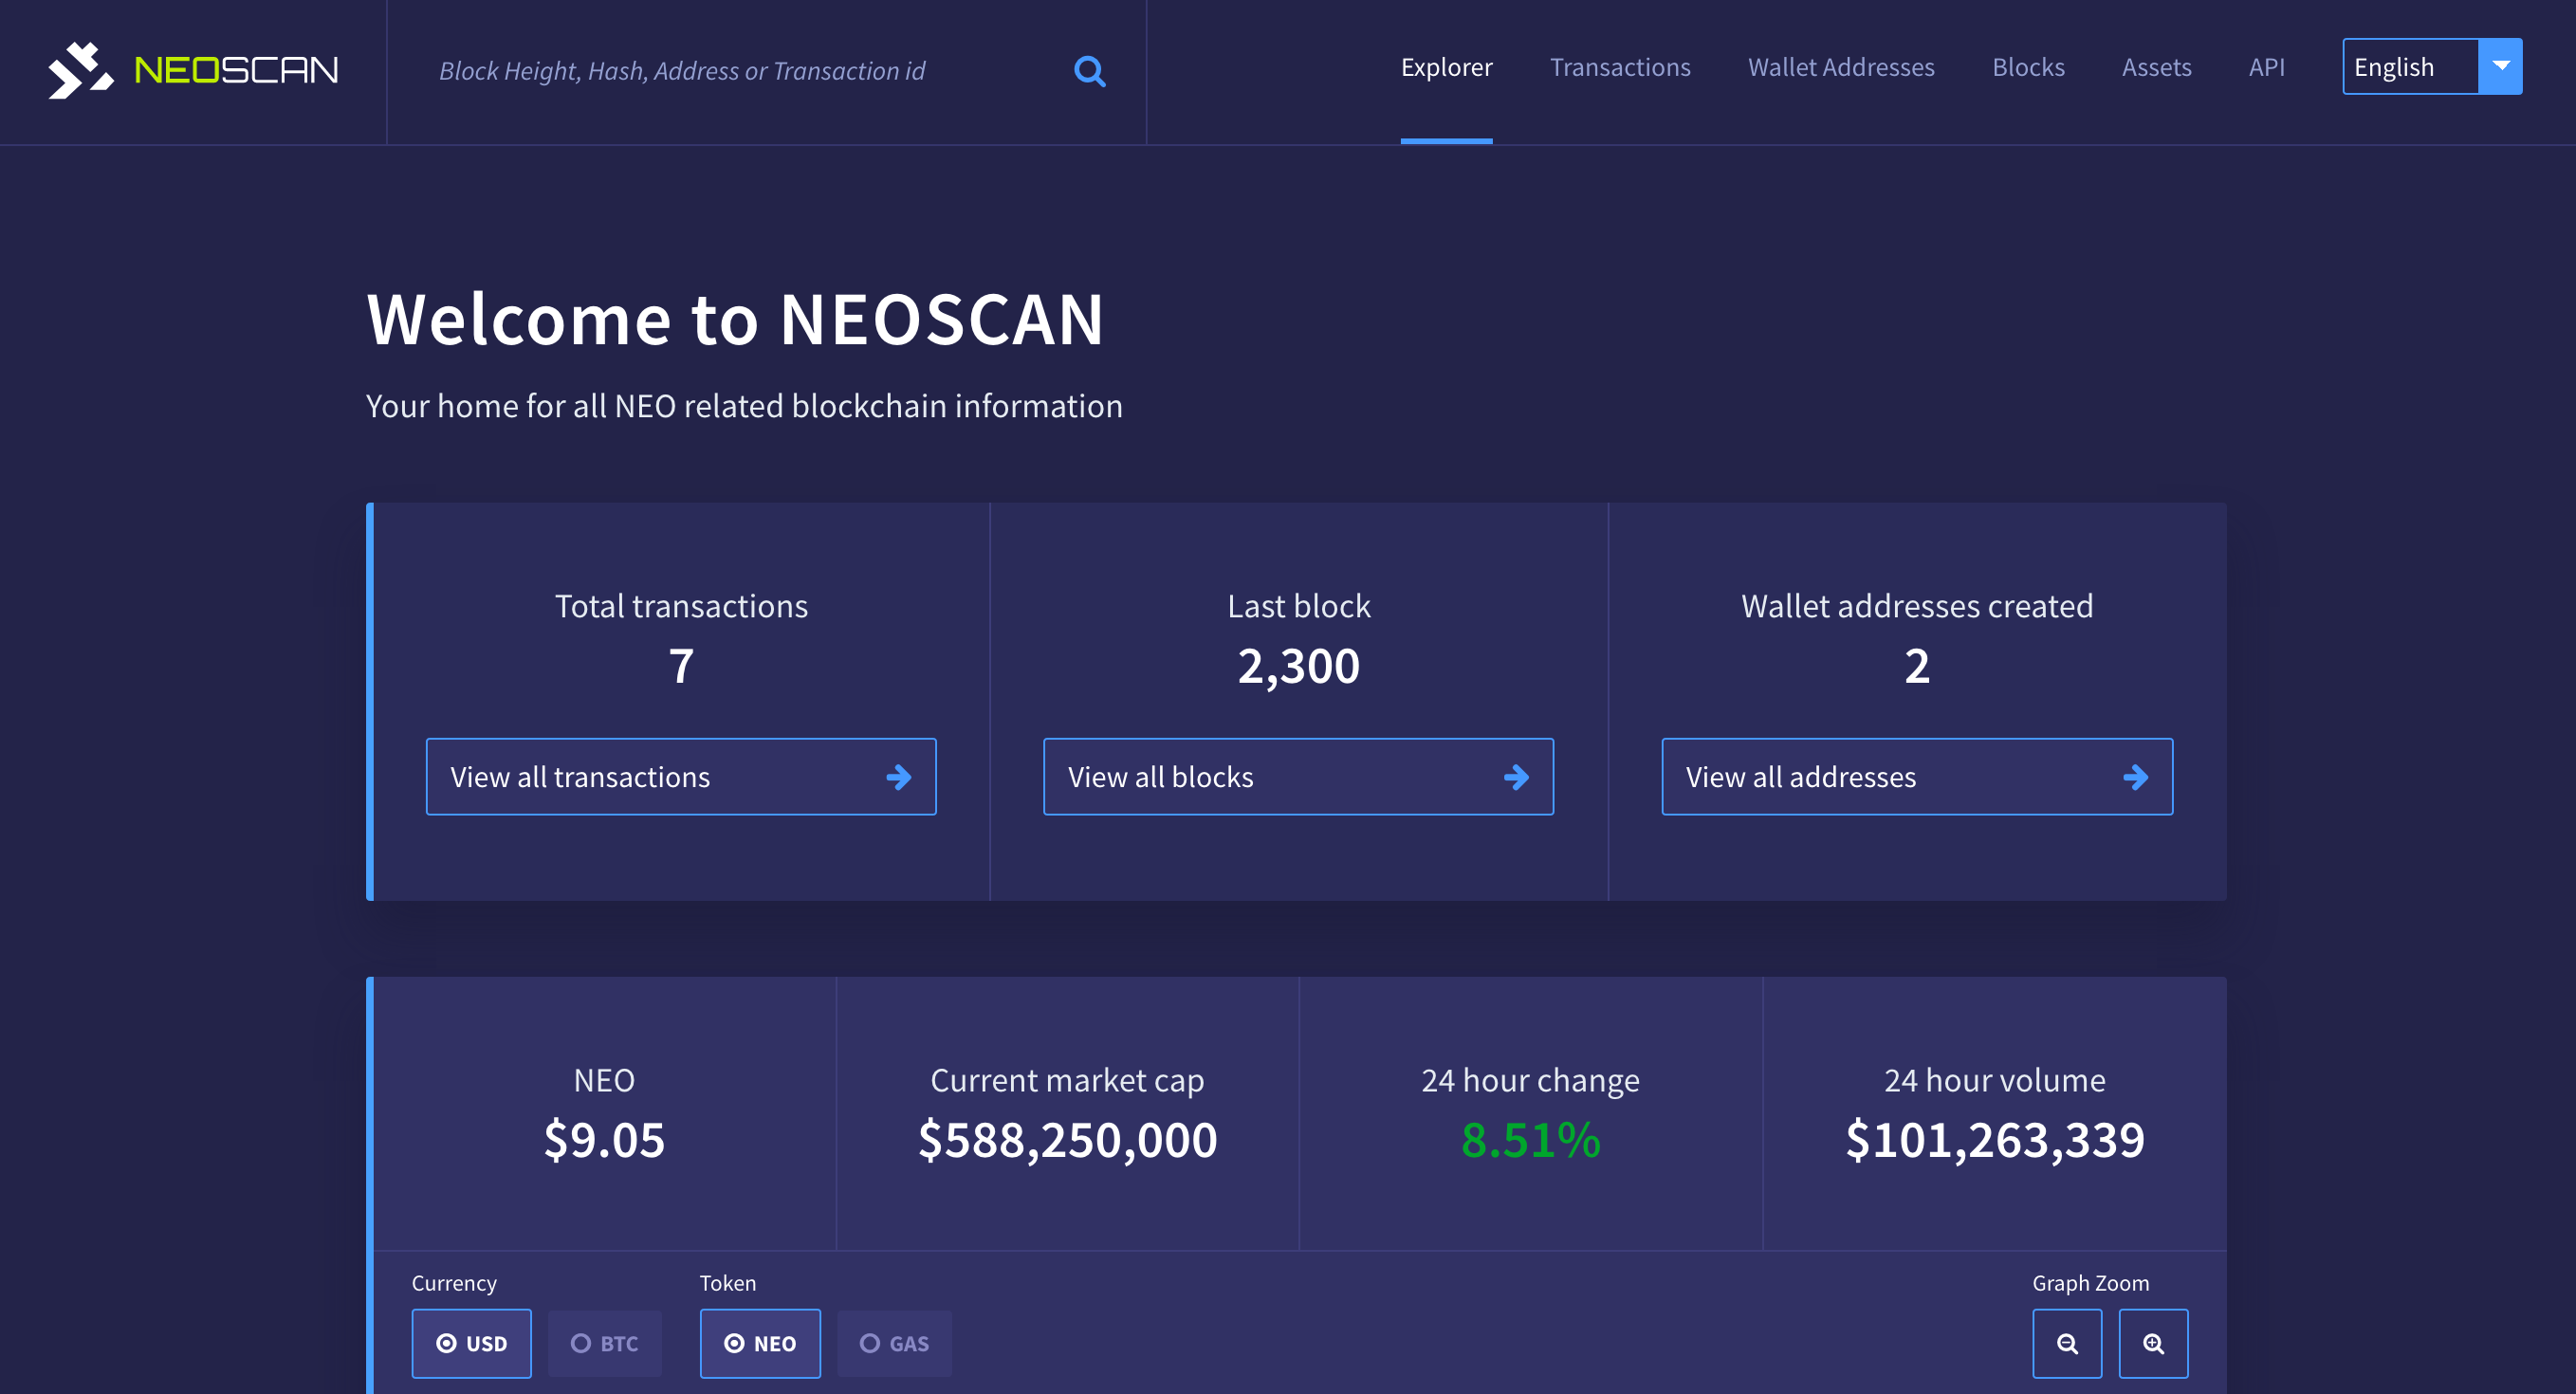 NEOSCAN
Block Height, Hash, Address or Transaction id
Explorer Transactions Wallet Addresses Blocks Assets API English
Welcome to NEOSCAN
Your home for all NEO related blockchain information
Total transactions
7
View all transactions
Last block
2,300
View all blocks
Wallet addresses created
2
View all addresses
NEO
$9.05
Current market cap
$588,250,000
24 hour change
8.51%
24 hour volume
$101,263,339
Currency
USD BTC
Token
NEO GAS
Graph Zoom